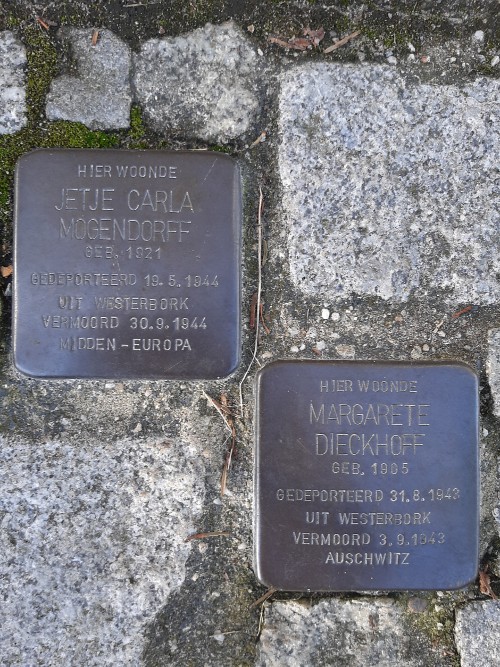 HIER WOONDE
JETJE CARLA
MOGENDORFF
GEB. 1921
GEDEPORTEERD 19.5.1944
UIT WESTERBORK
VERMOORD 30.9.1944
MIDDEN-EUROPA
HIER WOONDE
MARGARETE
DIECKHOFF
GEB. 1905
GEDEPORTEERD 31.8.1943
UIT WESTERBORK
VERMOORD 3.9.1943
AUSCHWITZ